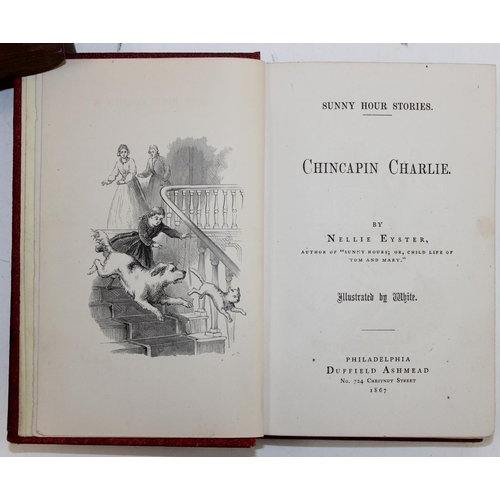 SUNNY HOUR STORIES.
CHINCAPIN CHARLIE.
BY
NELLIE EYSTER,
AUTHOR OF "SUNNY HOURS; OR, CHILD LIFE OF
TOM AND MARY."
Illustrated by White.
PHILADELPHIA
DUFFIELD ASHMEAD
No. 724 CHESTNUT STREET
1867